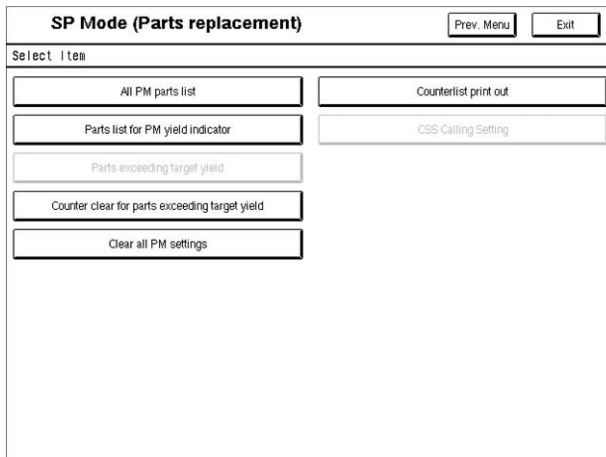 SP Mode (Parts replacement)
Prev. Menu
Exit
Select Item
All PM parts list
Counterlist print out
Parts list for PM yield indicator
CSS Calling Setting
Parts exceeding target yield
Counter clear for parts exceeding target yield
Clear all PM settings